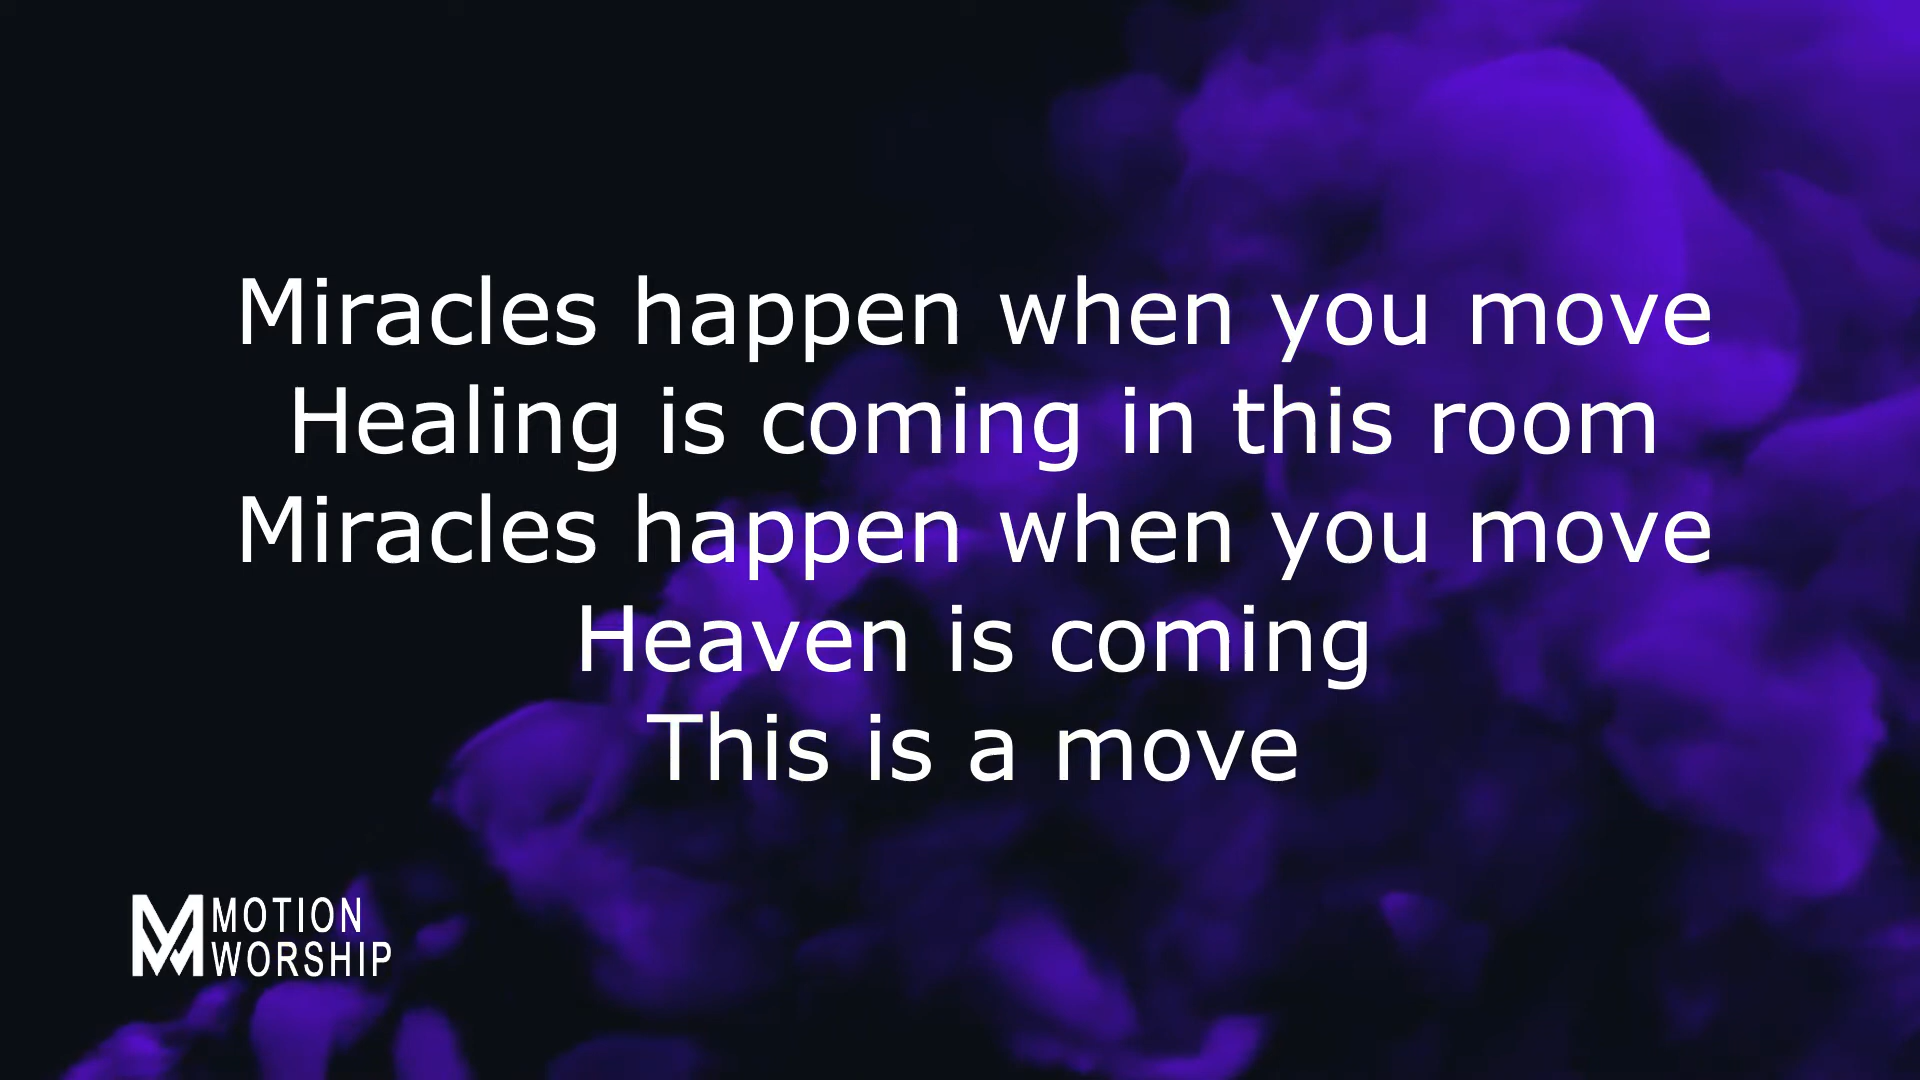 Miracles happen when you move
Healing is coming in this room
Miracles happen when you move
Heaven is coming
This is a move
MOTION
WORSHIP